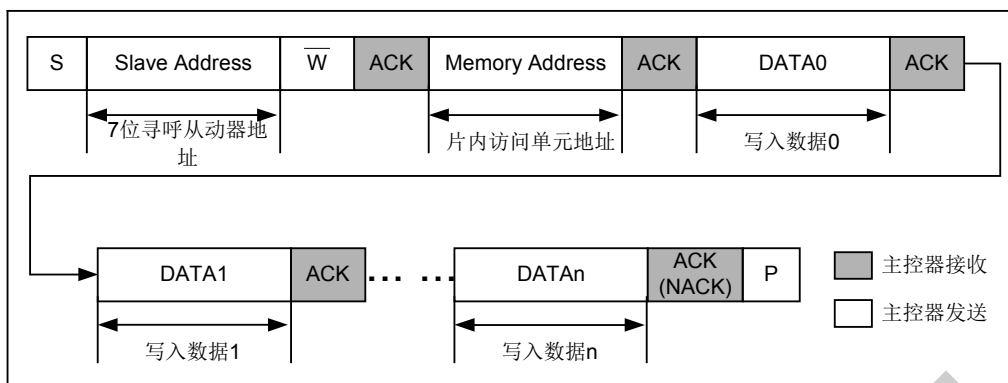 S Slave Address W ACK Memory Address ACK DATA0 ACK
7位寻呼从动器地
址
片内访问单元地址
写入数据0
DATA1 ACK ... ... DATAn ACK
(NACK) P
写入数据1
写入数据n
主控器接收
主控器发送